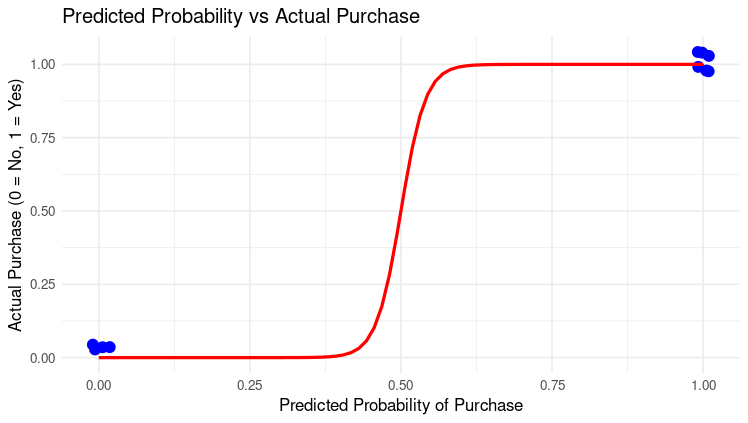 Predicted Probability vs Actual Purchase
Actual Purchase (0 = No, 1 = Yes)
1.00
0.75
0.50
0.25
0.00
0.00 0.25 0.50 0.75 1.00
Predicted Probability of Purchase